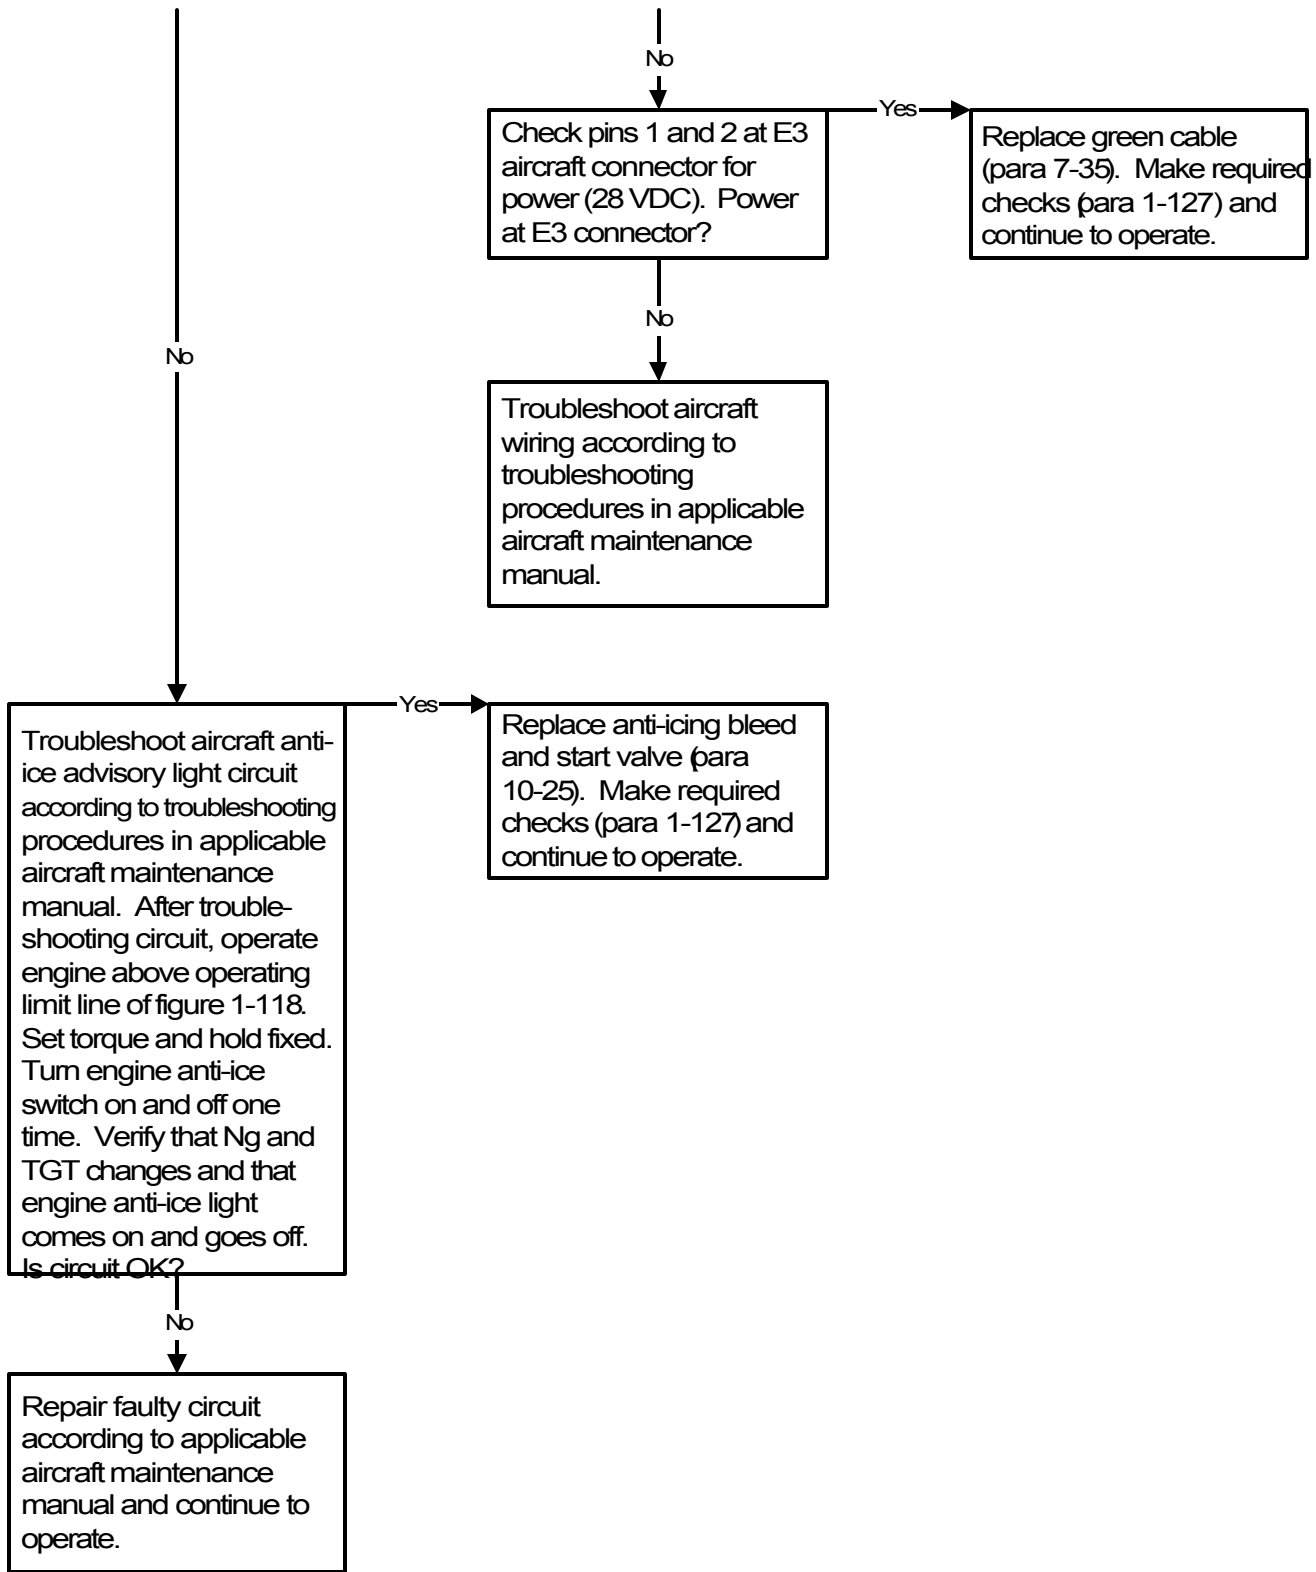 No
Check pins 1 and 2 at E3
aircraft connector for
power (28 VDC).  Power
at E3 connector?
Yes
Replace green cable
(para 7-35).  Make required
checks (para 1-127) and
continue to operate.
No
No
Troubleshoot aircraft
wiring according to
troubleshooting
procedures in applicable
aircraft maintenance
manual.
Troubleshoot aircraft anti-
ice advisory light circuit
according to troubleshooting
procedures in applicable
aircraft maintenance
manual.  After trouble-
shooting circuit, operate
engine above operating
limit line of figure 1-118.
Set torque and hold fixed.
Turn engine anti-ice
switch on and off one
time.  Verify that Ng and
TGT changes and that
engine anti-ice light
comes on and goes off.
Is circuit OK?
Yes
Replace anti-icing bleed
and start valve (para
10-25).  Make required
checks (para 1-127) and
continue to operate.
No
Repair faulty circuit
according to applicable
aircraft maintenance
manual and continue to
operate.